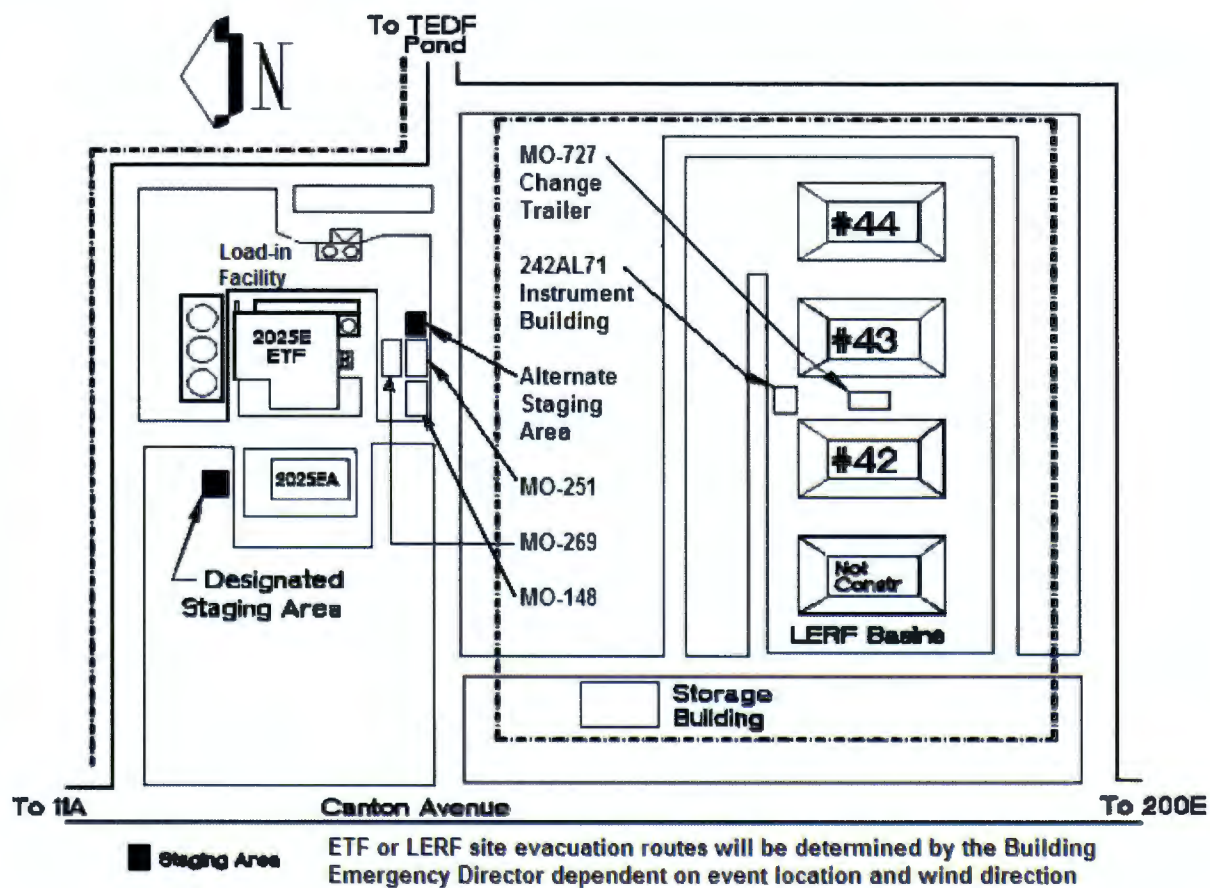 To TEDF
Pond
N
MO-727
Change
Trailer
#44
Load-in
Facility
242AL71
Instrument
Building
2025E
ETF
#43
Alternate
Staging
Area
#42
2025EA
MO-251
MO-269
MO-148
Designated
Staging Area
Not
Constr
LERF Basins
Storage
Building
To 11A
Canton Avenue
To 200E
Staging Area
ETF or LERF site evacuation routes will be determined by the Building
Emergency Director dependent on event location and wind direction